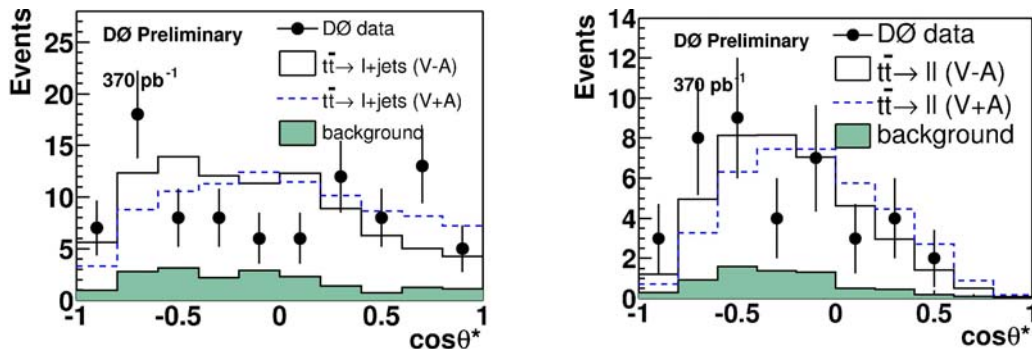 Events
25
20
15
10
5
0
DØ Preliminary
370 pb⁻¹
DØ data
tt̄→ l+jets (V-A)
tt̄→ l+jets (V+A)
background
-1 -0.5 0 0.5 1
cosθ*
Events
14
12
10
8
6
4
2
0
DØ Preliminary
370 pb⁻¹
DØ data
tt̄→ ll (V-A)
tt̄→ ll (V+A)
background
-1 -0.5 0 0.5 1
cosθ*